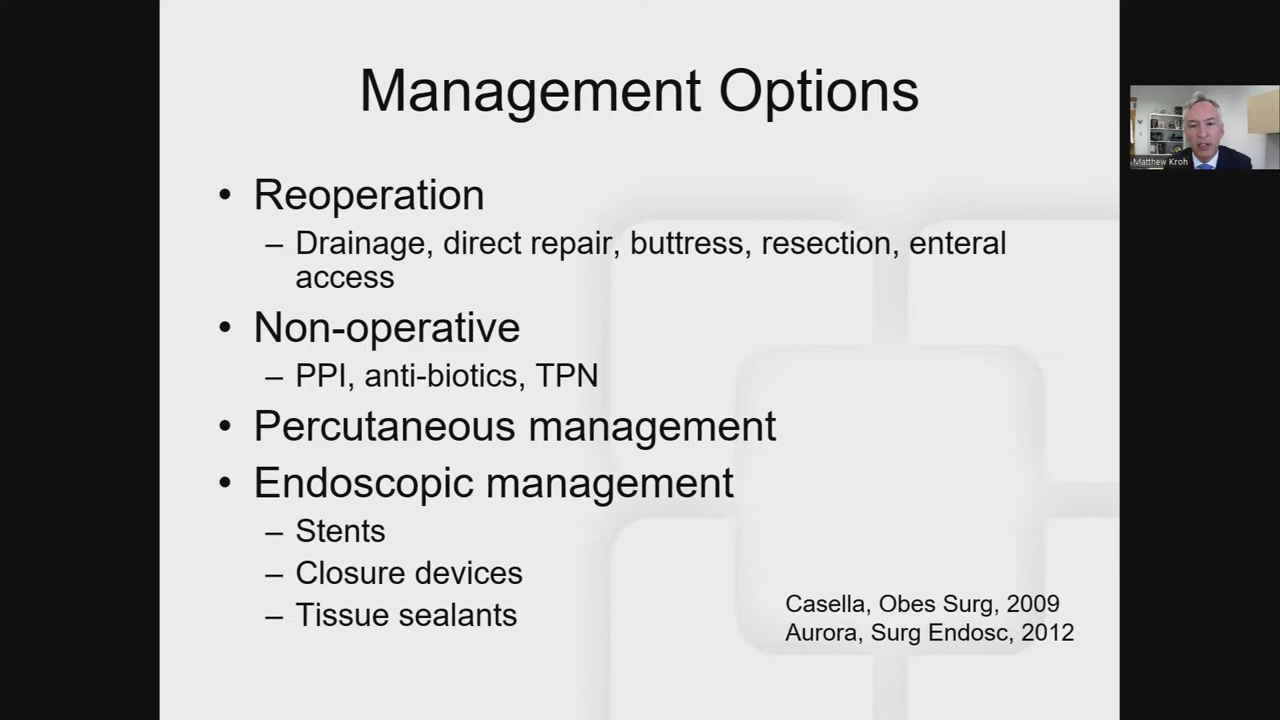 Management Options
• Reoperation
– Drainage, direct repair, buttress, resection, enteral
access
• Non-operative
– PPI, anti-biotics, TPN
• Percutaneous management
• Endoscopic management
– Stents
– Closure devices
– Tissue sealants
Casella, Obes Surg, 2009
Aurora, Surg Endosc, 2012
Matthew Kroh